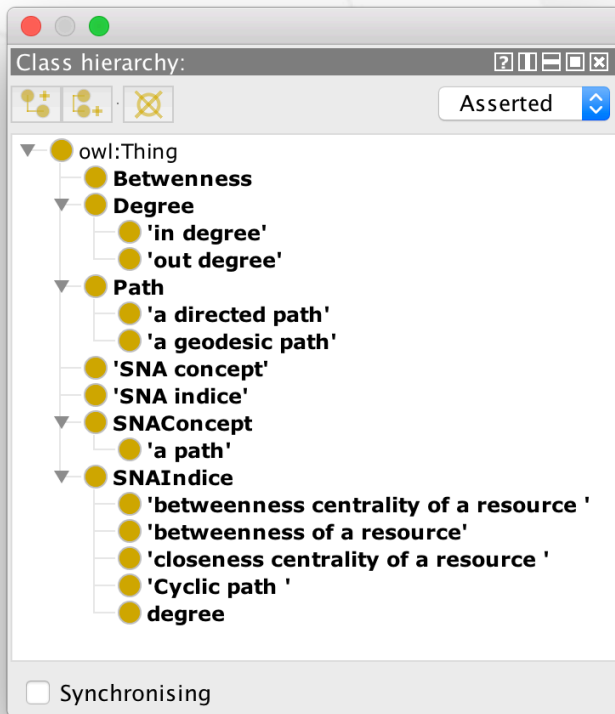 Class hierarchy:
Asserted
owl:Thing
Betwenness
Degree
'in degree'
'out degree'
Path
'a directed path'
'a geodesic path'
'SNA concept'
'SNA indice'
SNAConcept
'a path'
SNAIndice
'betweenness centrality of a resource '
'betweenness of a resource'
'closeness centrality of a resource '
'Cyclic path '
degree
Synchronising